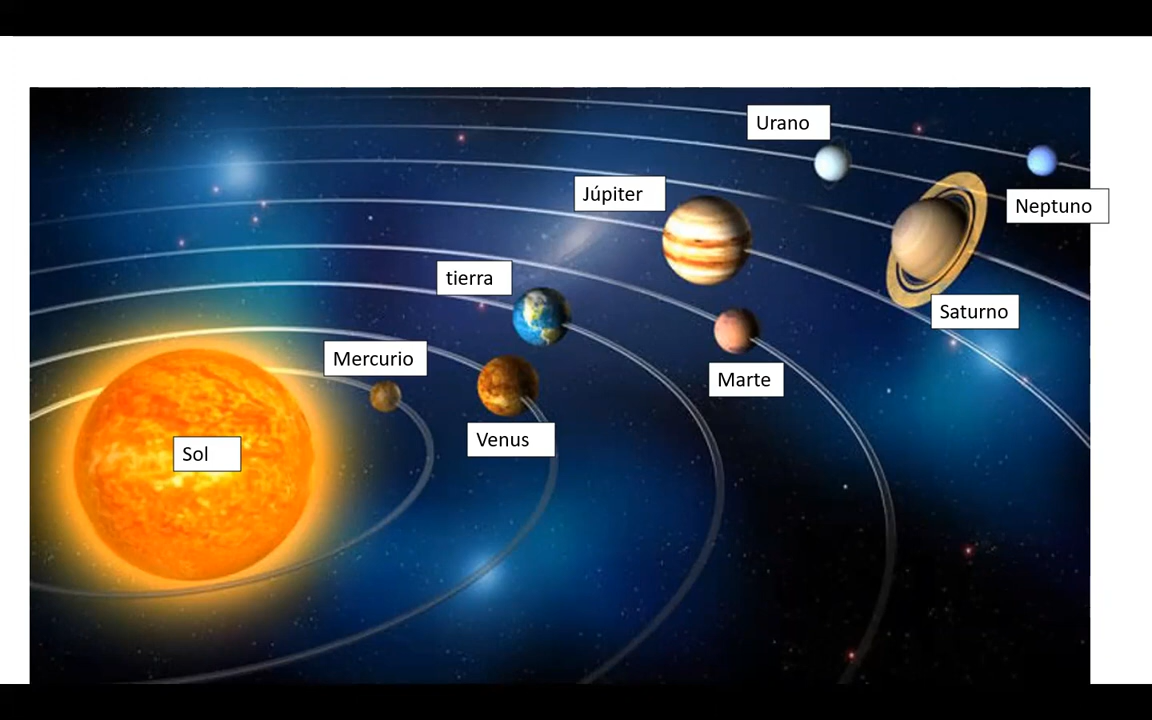 Urano
Júpiter
Neptuno
tierra
Saturno
Mercurio
Marte
Venus
Sol